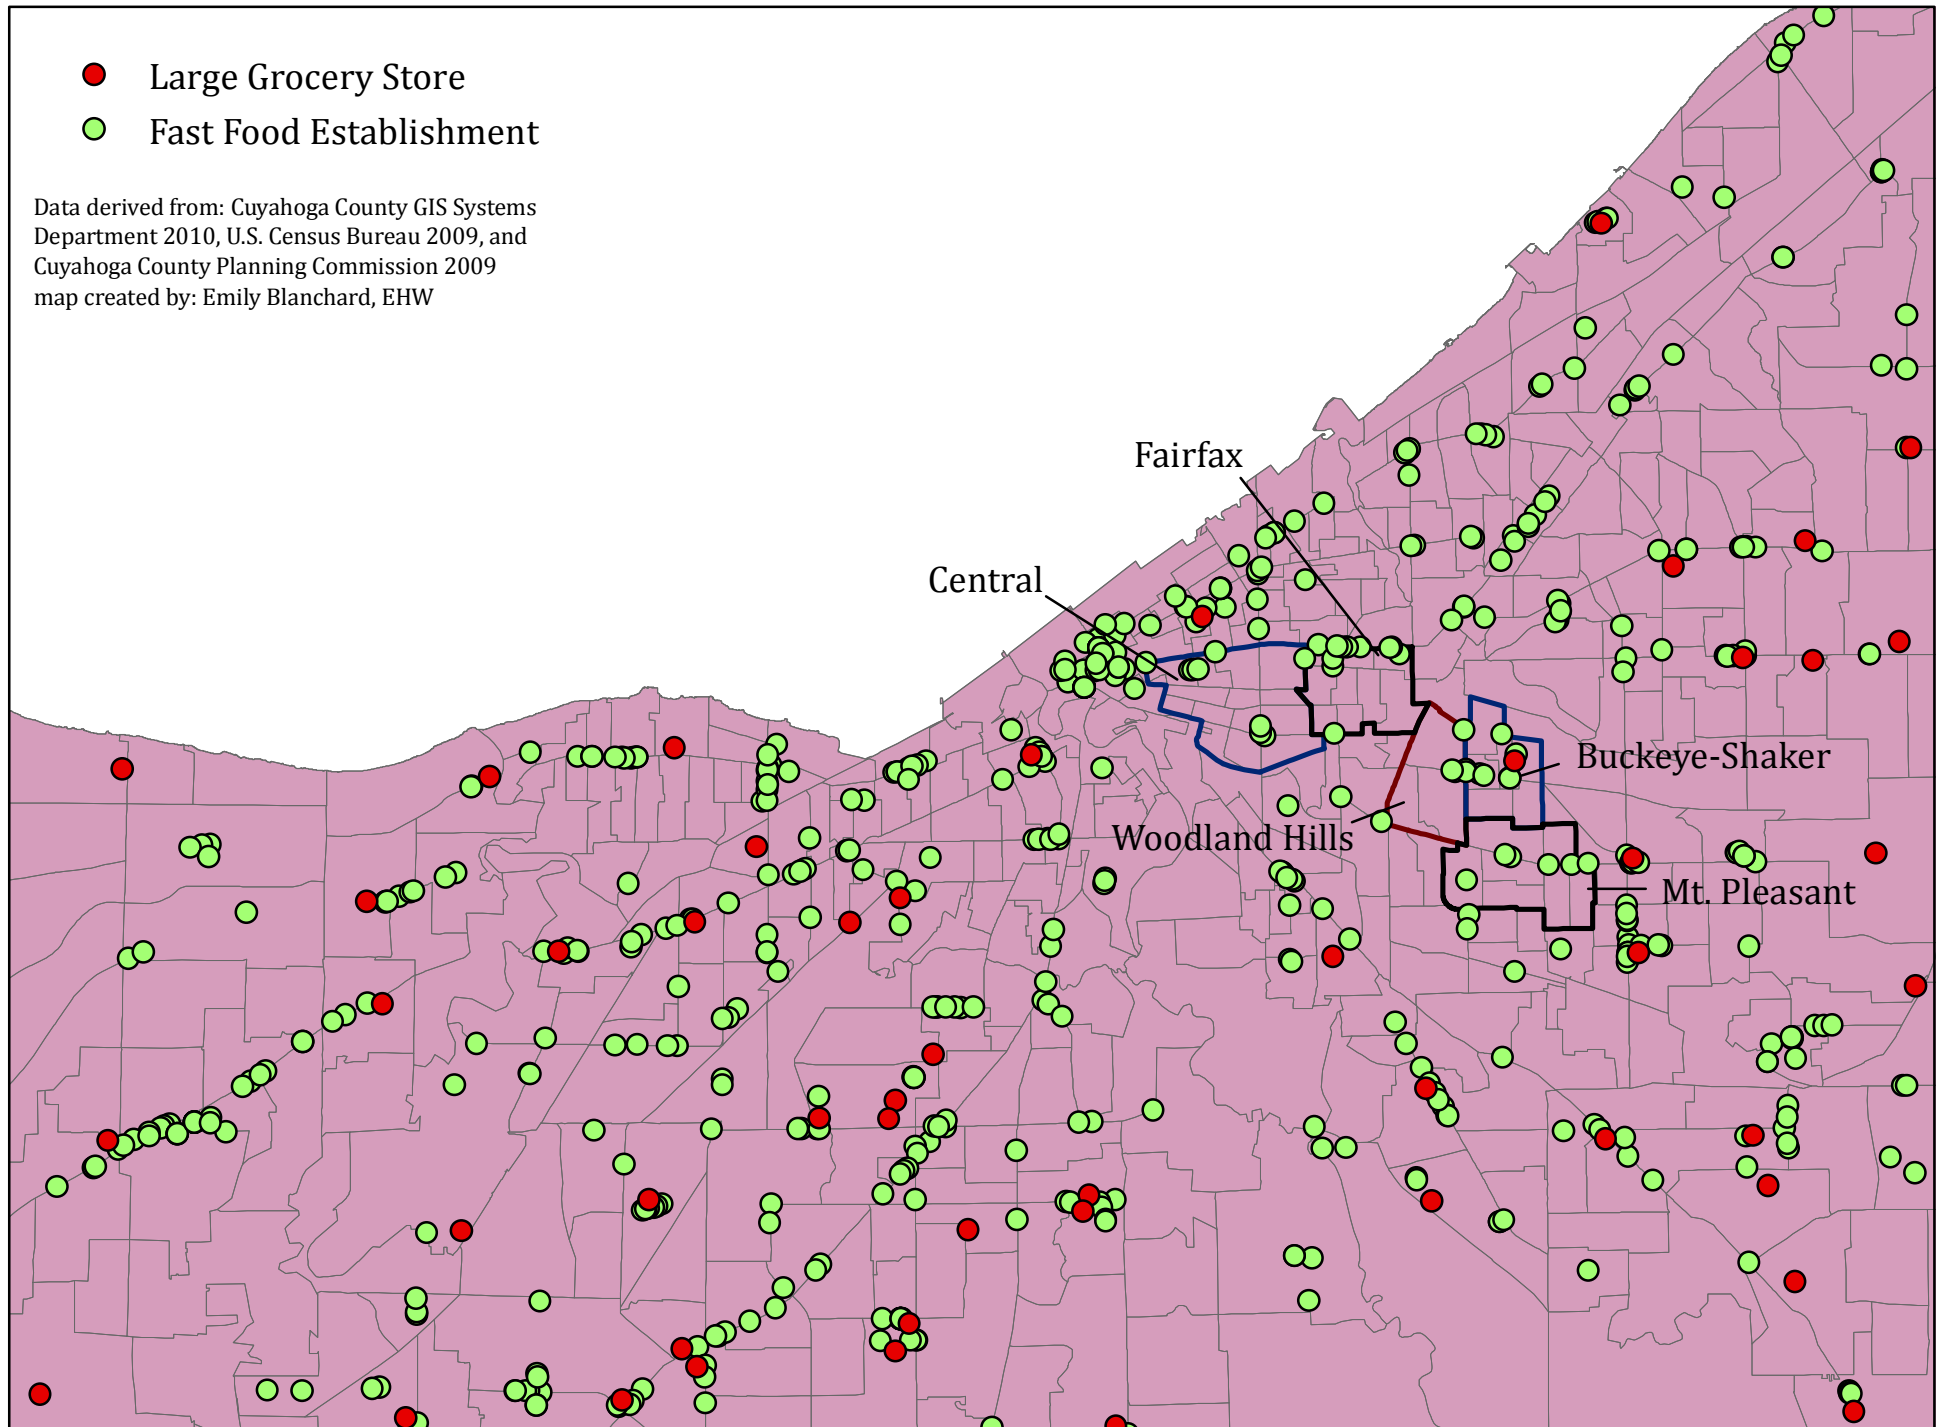 Large Grocery Store
Fast Food Establishment
Data derived from: Cuyahoga County GIS Systems
Department 2010, U.S. Census Bureau 2009, and
Cuyahoga County Planning Commission 2009
map created by: Emily Blanchard, EHW
Fairfax
Central
Buckeye-Shaker
Woodland Hills
Mt. Pleasant